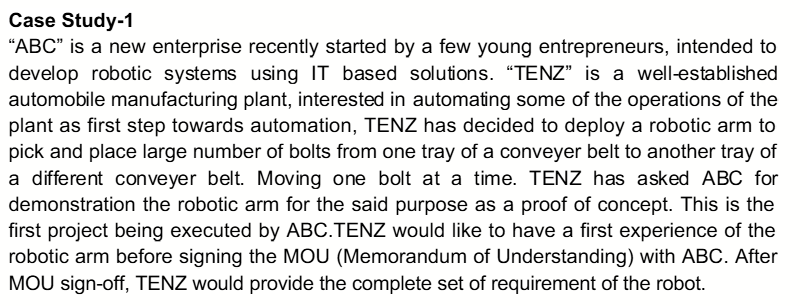 Case Study-1
“ABC” is a new enterprise recently started by a few young entrepreneurs, intended to
develop robotic systems using IT based solutions. “TENZ” is a well-established
automobile manufacturing plant, interested in automating some of the operations of the
plant as first step towards automation, TENZ has decided to deploy a robotic arm to
pick and place large number of bolts from one tray of a conveyer belt to another tray of
a different conveyer belt. Moving one bolt at a time. TENZ has asked ABC for
demonstration the robotic arm for the said purpose as a proof of concept. This is the
first project being executed by ABC.TENZ would like to have a first experience of the
robotic arm before signing the MOU (Memorandum of Understanding) with ABC. After
MOU sign-off, TENZ would provide the complete set of requirement of the robot.